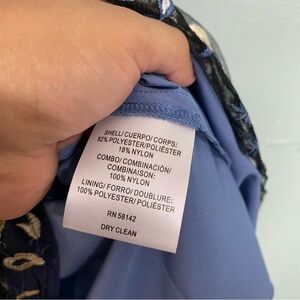 SHELL/CUERPO/CORPS:
82% POLYESTER/POLIÉSTER
18% NYLON
COMBO/COMBINACIÓN/
COMBINAISON:
100% NYLON
LINING/FORRO/DOUBLURE:
100% POLYESTER/POLIÉSTER
RN 58142
DRY CLEAN